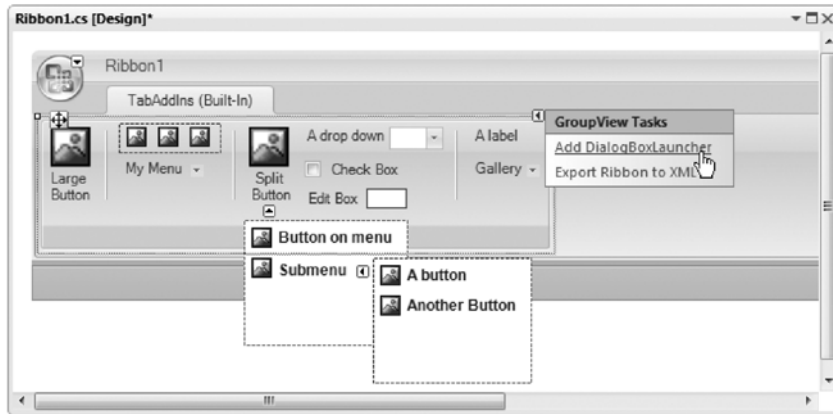 Ribbon1.cs [Design]*
Ribbon1
TabAddIns (Built-In)
Large
Button
My Menu
Split
Button
A drop down
Check Box
Edit Box
A label
Gallery
GroupView Tasks
Add DialogBoxLauncher
Export Ribbon to XML
Button on menu
Submenu
A button
Another Button